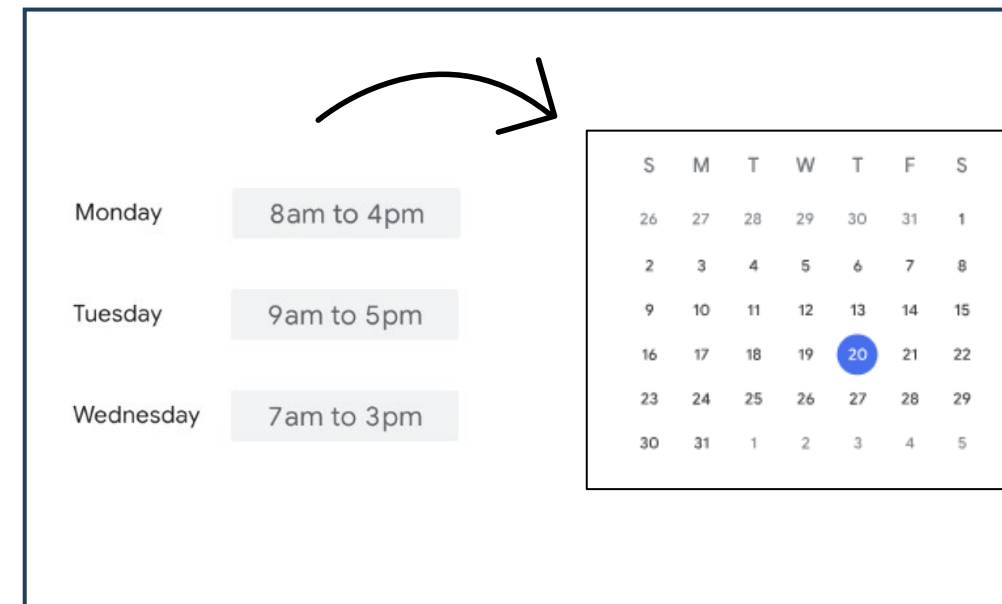 Monday 8am to 4pm
Tuesday 9am to 5pm
Wednesday 7am to 3pm
S M T W T F S
26 27 28 29 30 31 1
2 3 4 5 6 7 8
9 10 11 12 13 14 15
16 17 18 19 20 21 22
23 24 25 26 27 28 29
30 31 1 2 3 4 5